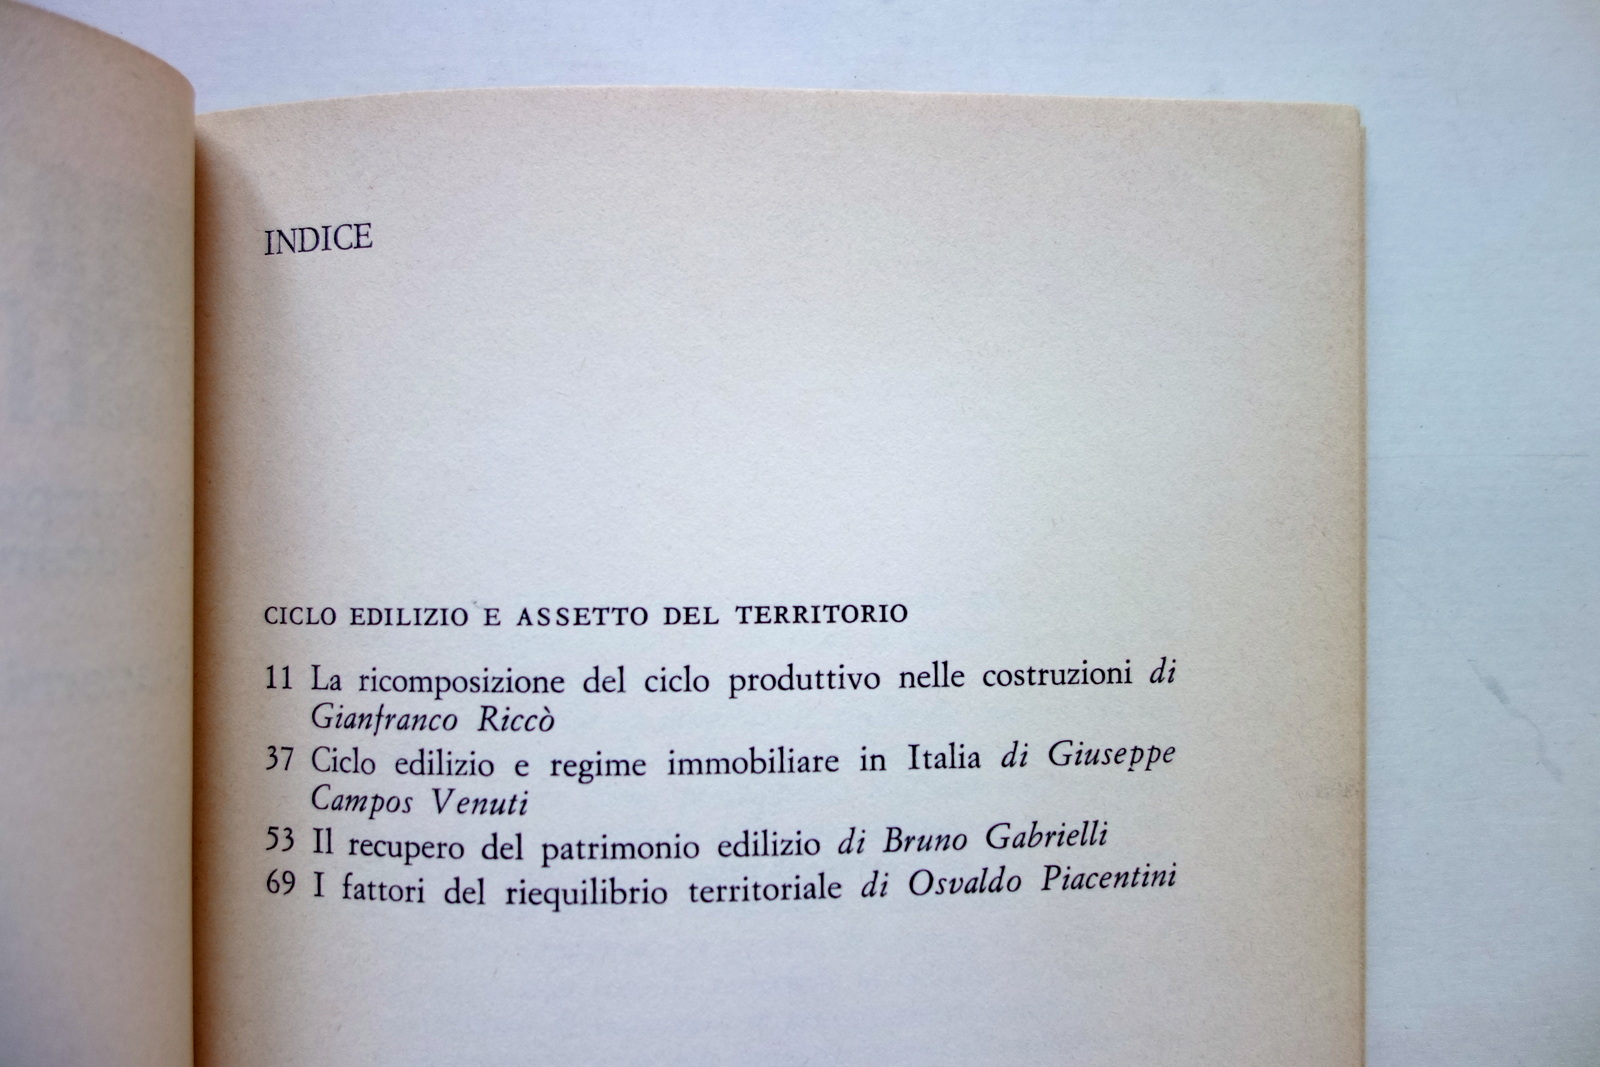 INDICE
CICLO EDILIZIO E ASSETTO DEL TERRITORIO
11 La ricomposizione del ciclo produttivo nelle costruzioni di
Gianfranco Riccò
37 Ciclo edilizio e regime immobiliare in Italia di Giuseppe
Campos Venuti
53 Il recupero del patrimonio edilizio di Bruno Gabrielli
69 I fattori del riequilibrio territoriale di Osvaldo Piacentini